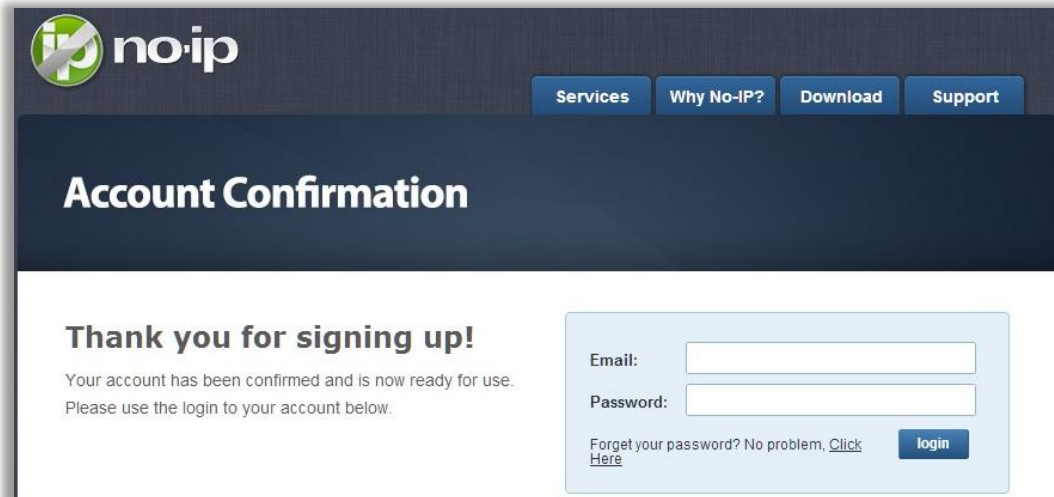 ip no·ip
Services Why No-IP? Download Support
Account Confirmation
Thank you for signing up!
Your account has been confirmed and is now ready for use.
Please use the login to your account below.
Email:
Password:
Forget your password? No problem, Click
Here
login